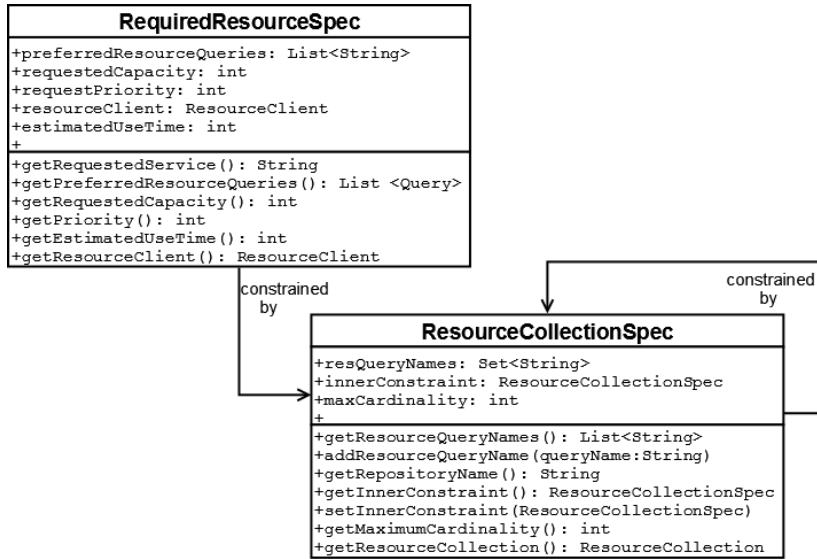 RequiredResourceSpec
+preferredResourceQueries: List<String>
+requestedCapacity: int
+requestPriority: int
+resourceClient: ResourceClient
+estimatedUseTime: int
+
+getRequestedService(): String
+getPreferredResourceQueries(): List <Query>
+getRequestedCapacity(): int
+getPriority(): int
+getEstimatedUseTime(): int
+getResourceClient(): ResourceClient
constrained
by
constrained
by
ResourceCollectionSpec
+resQueryNames: Set<String>
+innerConstraint: ResourceCollectionSpec
+maxCardinality: int
+
+getResourceQueryNames(): List<String>
+addResourceQueryName(queryName:String)
+getRepositoryName(): String
+getInnerConstraint(): ResourceCollectionSpec
+setInnerConstraint(ResourceCollectionSpec)
+getMaximumCardinality(): int
+getResourceCollection(): ResourceCollection